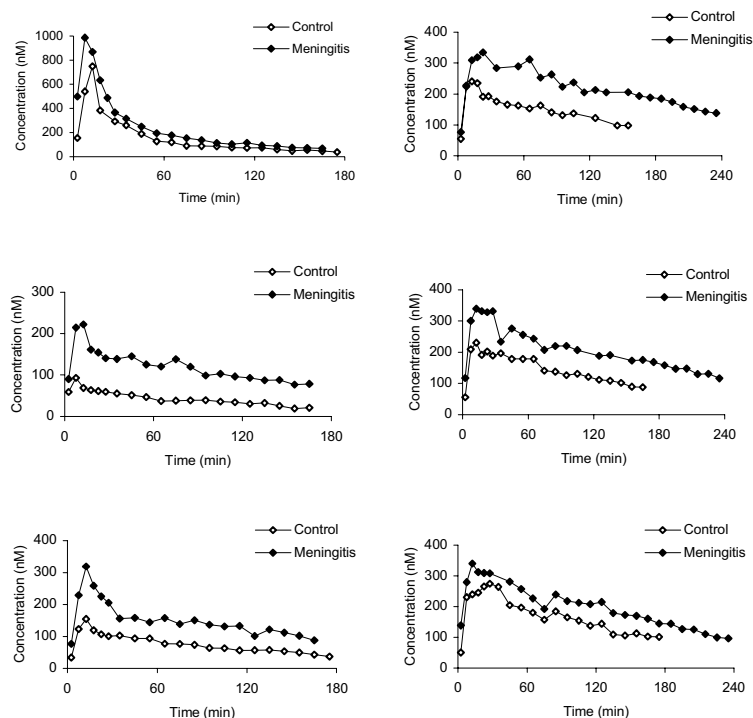 Control
Meningitis
Concentration (nM)
1000
800
600
400
200
0
0 60 120 180
Time (min)
Control
Meningitis
Concentration (nM)
400
300
200
100
0
0 60 120 180 240
Time (min)
Control
Meningitis
Concentration (nM)
300
200
100
0
0 60 120 180
Time (min)
Control
Meningitis
Concentration (nM)
400
300
200
100
0
0 60 120 180 240
Time (min)
Control
Meningitis
Concentration (nM)
400
300
200
100
0
0 60 120 180
Time (min)
Control
Meningitis
Concentration (nM)
400
300
200
100
0
0 60 120 180 240
Time (min)